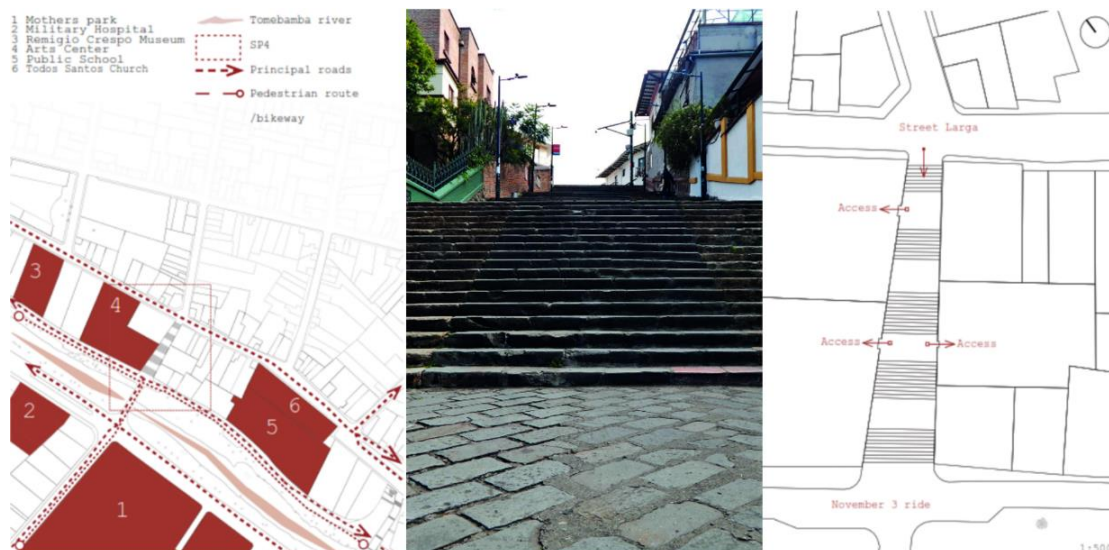 1 Mothers park
2 Military Hospital
3 Remigio Crespo Museum
4 Arts Center
5 Public School
6 Todos Santos Church
Tomebamba river
SP4
Principal roads
Pedestrian route
/bikeway
3
4
2
6
5
1
Street Larga
Access
Access
Access
November 3 ride